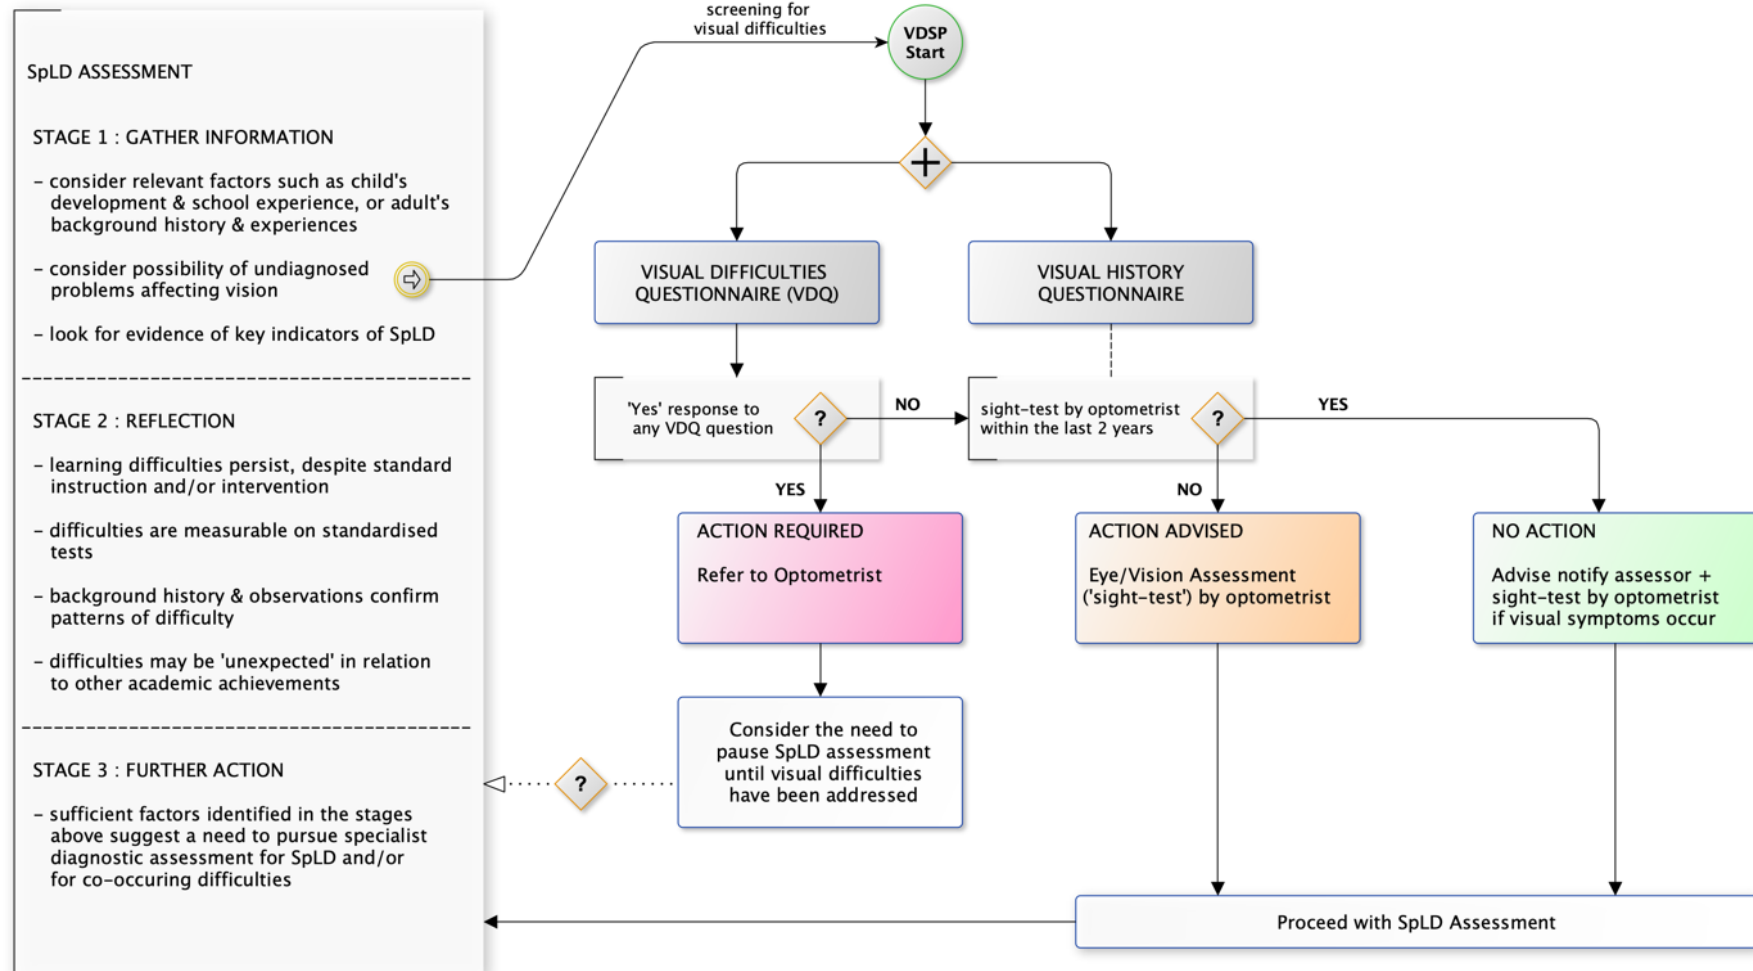 screening for
visual difficulties
VDSP
Start
SpLD ASSESSMENT
STAGE 1 : GATHER INFORMATION
– consider relevant factors such as child's
development & school experience, or adult's
background history & experiences
– consider possibility of undiagnosed
problems affecting vision
– look for evidence of key indicators of SpLD
STAGE 2 : REFLECTION
– learning difficulties persist, despite standard
instruction and/or intervention
– difficulties are measurable on standardised
tests
– background history & observations confirm
patterns of difficulty
– difficulties may be 'unexpected' in relation
to other academic achievements
STAGE 3 : FURTHER ACTION
– sufficient factors identified in the stages
above suggest a need to pursue specialist
diagnostic assessment for SpLD and/or
for co-occuring difficulties
VISUAL DIFFICULTIES
QUESTIONNAIRE (VDQ)
VISUAL HISTORY
QUESTIONNAIRE
'Yes' response to
any VDQ question
?
NO
sight-test by optometrist
within the last 2 years
?
YES
YES
NO
ACTION REQUIRED
Refer to Optometrist
ACTION ADVISED
Eye/Vision Assessment
('sight-test') by optometrist
NO ACTION
Advise notify assessor +
sight-test by optometrist
if visual symptoms occur
Consider the need to
pause SpLD assessment
until visual difficulties
have been addressed
?
Proceed with SpLD Assessment